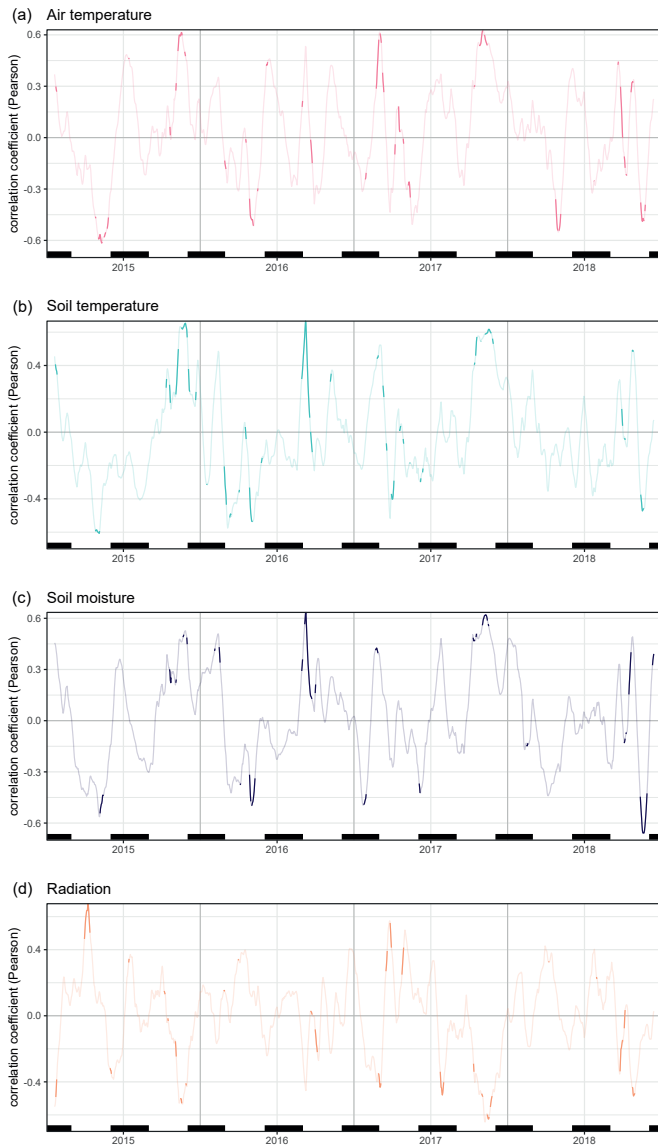 (a) Air temperature
correlation coefficient (Pearson)
0.6
0.3
0.0
-0.3
-0.6
2015 2016 2017 2018
(b) Soil temperature
correlation coefficient (Pearson)
0.4
0.0
-0.4
2015 2016 2017 2018
(c) Soil moisture
correlation coefficient (Pearson)
0.6
0.3
0.0
-0.3
-0.6
2015 2016 2017 2018
(d) Radiation
correlation coefficient (Pearson)
0.4
0.0
-0.4
2015 2016 2017 2018